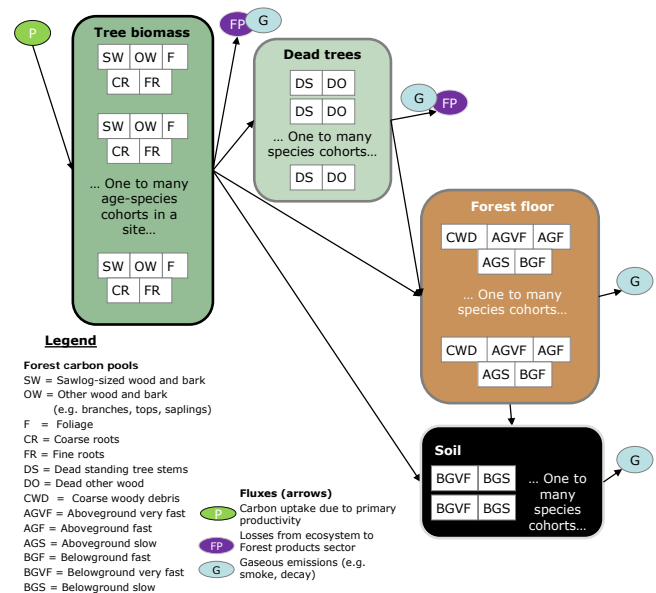 P
Tree biomass
SW OW F
CR FR
SW OW F
CR FR
... One to many
age-species
cohorts in a
site...
SW OW F
CR FR
FP G
Dead trees
DS DO
DS DO
... One to many
species cohorts...
DS DO
G FP
Forest floor
CWD AGVF AGF
AGS BGF
... One to many
species cohorts...
CWD AGVF AGF
AGS BGF
G
Soil
BGVF BGS
BGVF BGS
... One to
many
species
cohorts...
G
Legend
Forest carbon pools
SW = Sawlog-sized wood and bark
OW = Other wood and bark
(e.g. branches, tops, saplings)
F = Foliage
CR = Coarse roots
FR = Fine roots
DS = Dead standing tree stems
DO = Dead other wood
CWD = Coarse woody debris
AGVF = Aboveground very fast
AGF = Aboveground fast
AGS = Aboveground slow
BGF = Belowground fast
BGVF = Belowground very fast
BGS = Belowground slow
Fluxes (arrows)
P Carbon uptake due to primary
productivity
FP Losses from ecosystem to
Forest products sector
G Gaseous emissions (e.g.
smoke, decay)